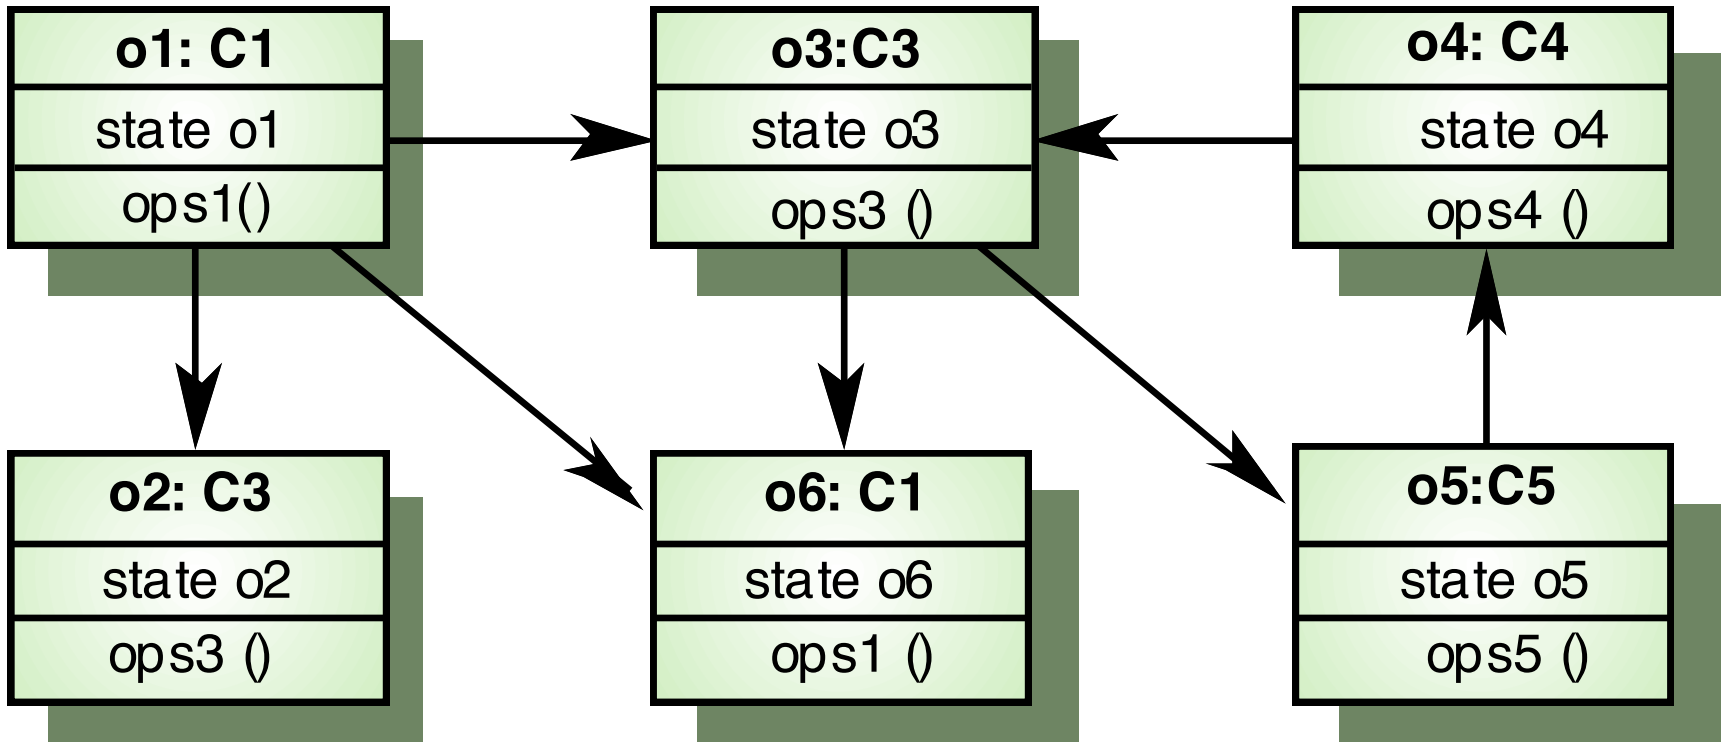 o1: C1
state o1
ops1()
o3:C3
state o3
ops3 ()
o4: C4
state o4
ops4 ()
o2: C3
state o2
ops3 ()
o6: C1
state o6
ops1 ()
o5:C5
state o5
ops5 ()